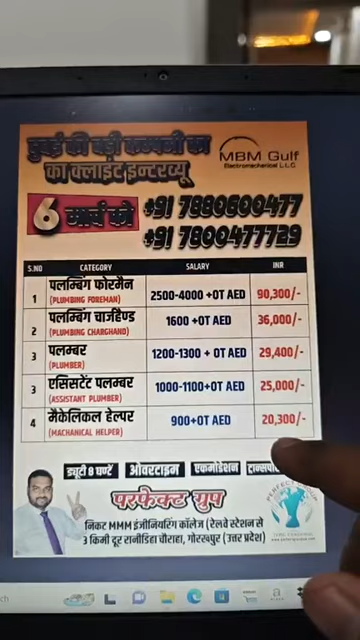 दुबई की बड़ी कम्पनी का
का क्लाइंट इन्टरव्यू
MBM Gulf
Electromechanical L.L.C
6 मार्च को
+91 7880600477
+91 7800477729
S.NO CATEGORY SALARY INR
1 पलम्बिंग फोरमैन (PLUMBING FOREMAN) 2500-4000 +OT AED 90,300/-
2 पलम्बिंग चार्जहैण्ड (PLUMBING CHARGHAND) 1600 +OT AED 36,000/-
3 पलम्बर (PLUMBER) 1200-1300 + OT AED 29,400/-
3 एसिसटेंट पलम्बर (ASSISTANT PLUMBER) 1000-1100+OT AED 25,000/-
4 मैकेलिकल हेल्पर (MACHANICAL HELPER) 900+OT AED 20,300/-
ड्यूटी 8 घण्टे ओवरटाइम एकमोडेशन
परफेक्ट ग्रुप
निकट MMM इंजीनियरिंग कॉलेज (रेलवे स्टेशन से
3 किमी दूर रानीडिहा चौराहा, गोरखपुर (उत्तर प्रदेश)